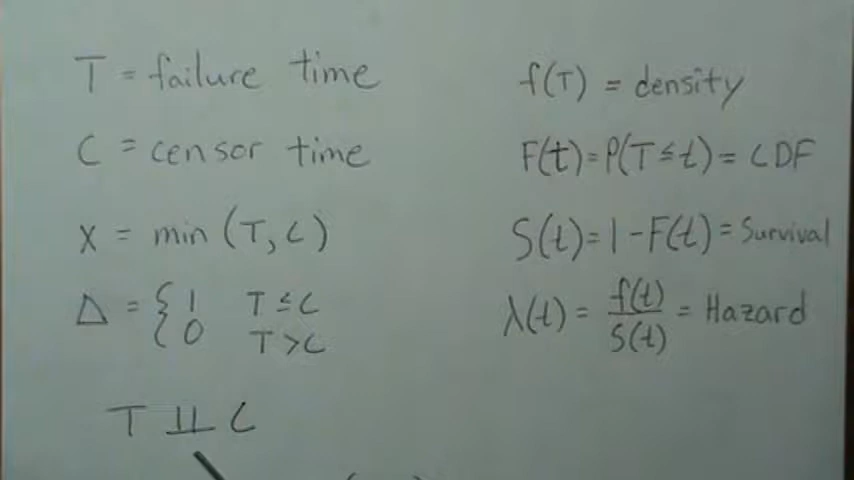 T = failure time
C = censor time
X = min (T, C)
Δ = { 1 T ≤ C
0 T > C
T ⫫ C
f(T) = density
F(t) = P(T ≤ t) = CDF
S(t) = 1 - F(t) = Survival
λ(t) = f(t) / S(t) = Hazard